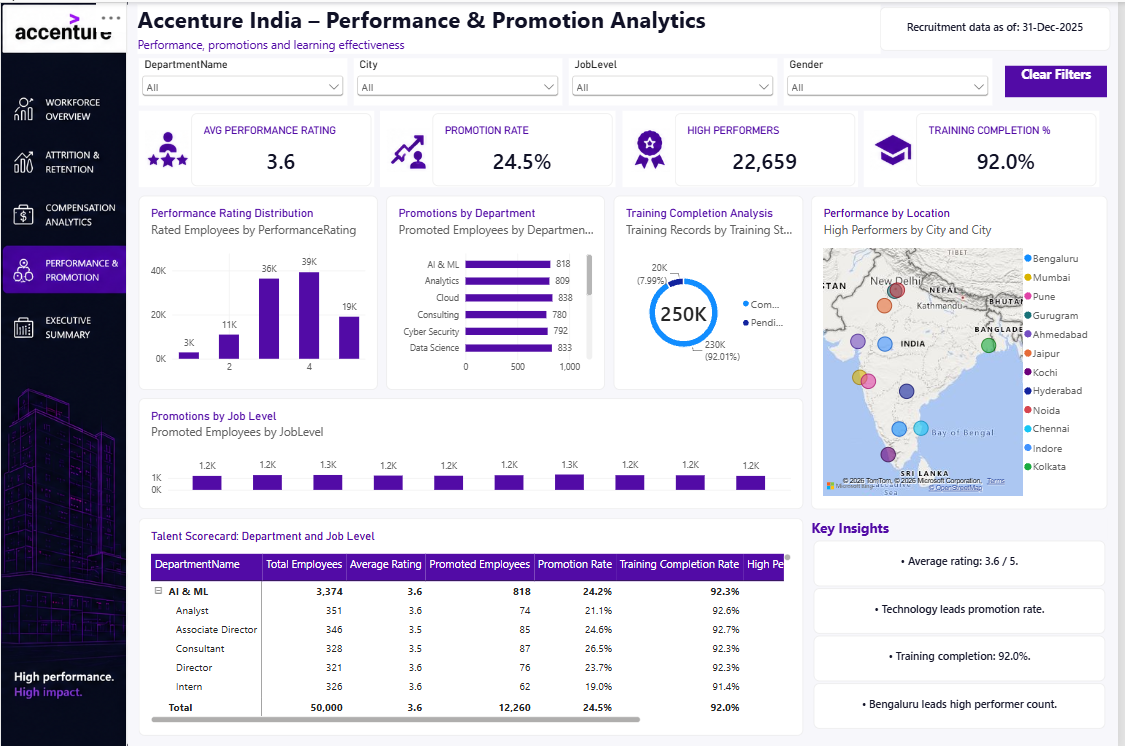 accenture
WORKFORCE
OVERVIEW
ATTRITION &
RETENTION
COMPENSATION
ANALYTICS
PERFORMANCE &
PROMOTION
EXECUTIVE
SUMMARY
High performance.
High impact.
Accenture India – Performance & Promotion Analytics
Performance, promotions and learning effectiveness
Recruitment data as of: 31-Dec-2025
DepartmentName
All
City
All
JobLevel
All
Gender
All
Clear Filters
AVG PERFORMANCE RATING
3.6
PROMOTION RATE
24.5%
HIGH PERFORMERS
22,659
TRAINING COMPLETION %
92.0%
Performance Rating Distribution
Rated Employees by PerformanceRating
40K
20K
0K
3K
11K
36K
39K
19K
2
4
Promotions by Department
Promoted Employees by Departmen...
AI & ML 818
Analytics 809
Cloud 838
Consulting 780
Cyber Security 792
Data Science 833
0 500 1,000
Training Completion Analysis
Training Records by Training St...
20K
(7.99%)
250K
230K
(92.01%)
Com...
Pendi...
Performance by Location
High Performers by City and City
TIBET
STAN
New Delhi
NEPAL
Kathmandu
BHUTAN
BANGLADE
INDIA
Bay of Bengal
SRI LANKA
Laccadive
Sea
© 2026 TomTom, © 2026 Microsoft Corporation, Terms
© OpenStreetMap
Microsoft Bing
Bengaluru
Mumbai
Pune
Gurugram
Ahmedabad
Jaipur
Kochi
Hyderabad
Noida
Chennai
Indore
Kolkata
Promotions by Job Level
Promoted Employees by JobLevel
1K
0K
1.2K 1.2K 1.3K 1.2K 1.2K 1.2K 1.3K 1.2K 1.2K 1.2K
Talent Scorecard: Department and Job Level
DepartmentName Total Employees Average Rating Promoted Employees Promotion Rate Training Completion Rate High Pe
AI & ML 3,374 3.6 818 24.2% 92.3%
Analyst 351 3.6 74 21.1% 92.6%
Associate Director 346 3.5 85 24.6% 92.7%
Consultant 328 3.5 87 26.5% 92.3%
Director 321 3.6 76 23.7% 92.3%
Intern 326 3.6 62 19.0% 91.4%
Total 50,000 3.6 12,260 24.5% 92.0%
Key Insights
• Average rating: 3.6 / 5.
• Technology leads promotion rate.
• Training completion: 92.0%.
• Bengaluru leads high performer count.